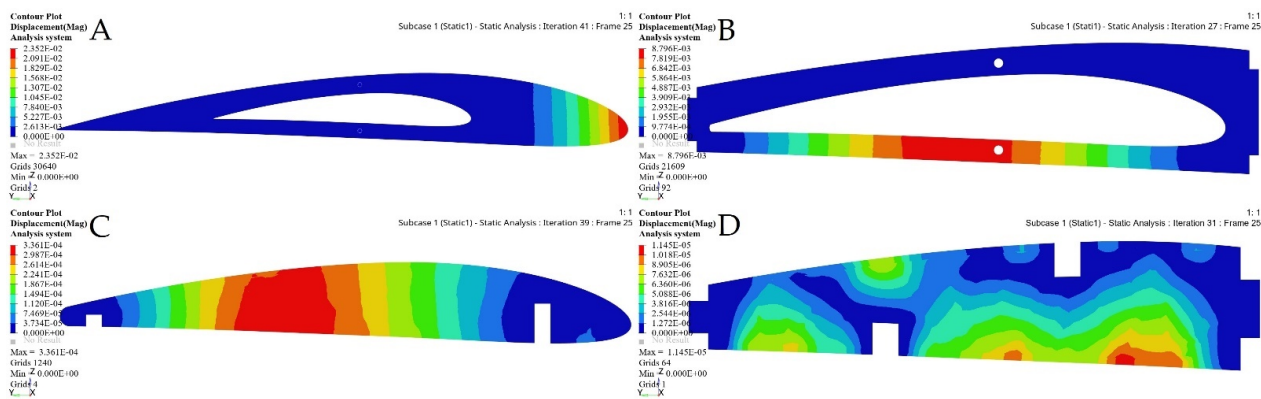 Contour Plot
Displacement(Mag)
Analysis system
2.352E-02
2.091E-02
1.829E-02
1.568E-02
1.307E-02
1.045E-02
7.840E-03
5.227E-03
2.613E-03
0.000E+00
No Result
Max = 2.352E-02
Grids 30640
Min = 0.000E+00
Grids 2
Z
Y X
A
1: 1
Subcase 1 (Static1) - Static Analysis : Iteration 41 : Frame 25
Contour Plot
Displacement(Mag)
Analysis system
8.796E-03
7.819E-03
6.842E-03
5.864E-03
4.887E-03
3.909E-03
2.932E-03
1.955E-03
9.774E-04
0.000E+00
No Result
Max = 8.796E-03
Grids 21609
Min = 0.000E+00
Grids 92
Z
Y X
B
1: 1
Subcase 1 (Static1) - Static Analysis : Iteration 27 : Frame 25
Contour Plot
Displacement(Mag)
Analysis system
3.361E-04
2.987E-04
2.614E-04
2.241E-04
1.867E-04
1.494E-04
1.120E-04
7.469E-05
3.734E-05
0.000E+00
No Result
Max = 3.361E-04
Grids 1240
Min = 0.000E+00
Grids 4
Z
Y X
C
1: 1
Subcase 1 (Static1) - Static Analysis : Iteration 39 : Frame 25
Contour Plot
Displacement(Mag)
Analysis system
1.145E-05
1.018E-05
8.905E-06
7.632E-06
6.360E-06
5.088E-06
3.816E-06
2.544E-06
1.272E-06
0.000E+00
No Result
Max = 1.145E-05
Grids 64
Min = 0.000E+00
Grids 1
Z
Y X
D
1: 1
Subcase 1 (Static1) - Static Analysis : Iteration 31 : Frame 25